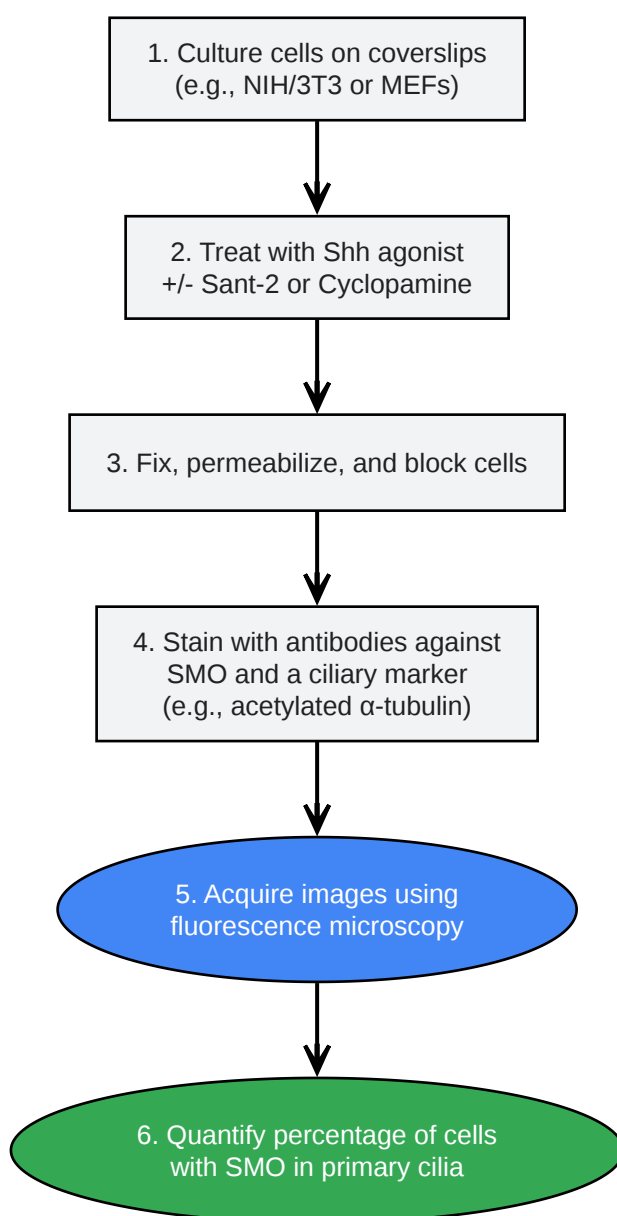 1. Culture cells on coverslips
(e.g., NIH/3T3 or MEFs)
2. Treat with Shh agonist
+/- Sant-2 or Cyclopamine
3. Fix, permeabilize, and block cells
4. Stain with antibodies against
SMO and a ciliary marker
(e.g., acetylated α-tubulin)
5. Acquire images using
fluorescence microscopy
6. Quantify percentage of cells
with SMO in primary cilia